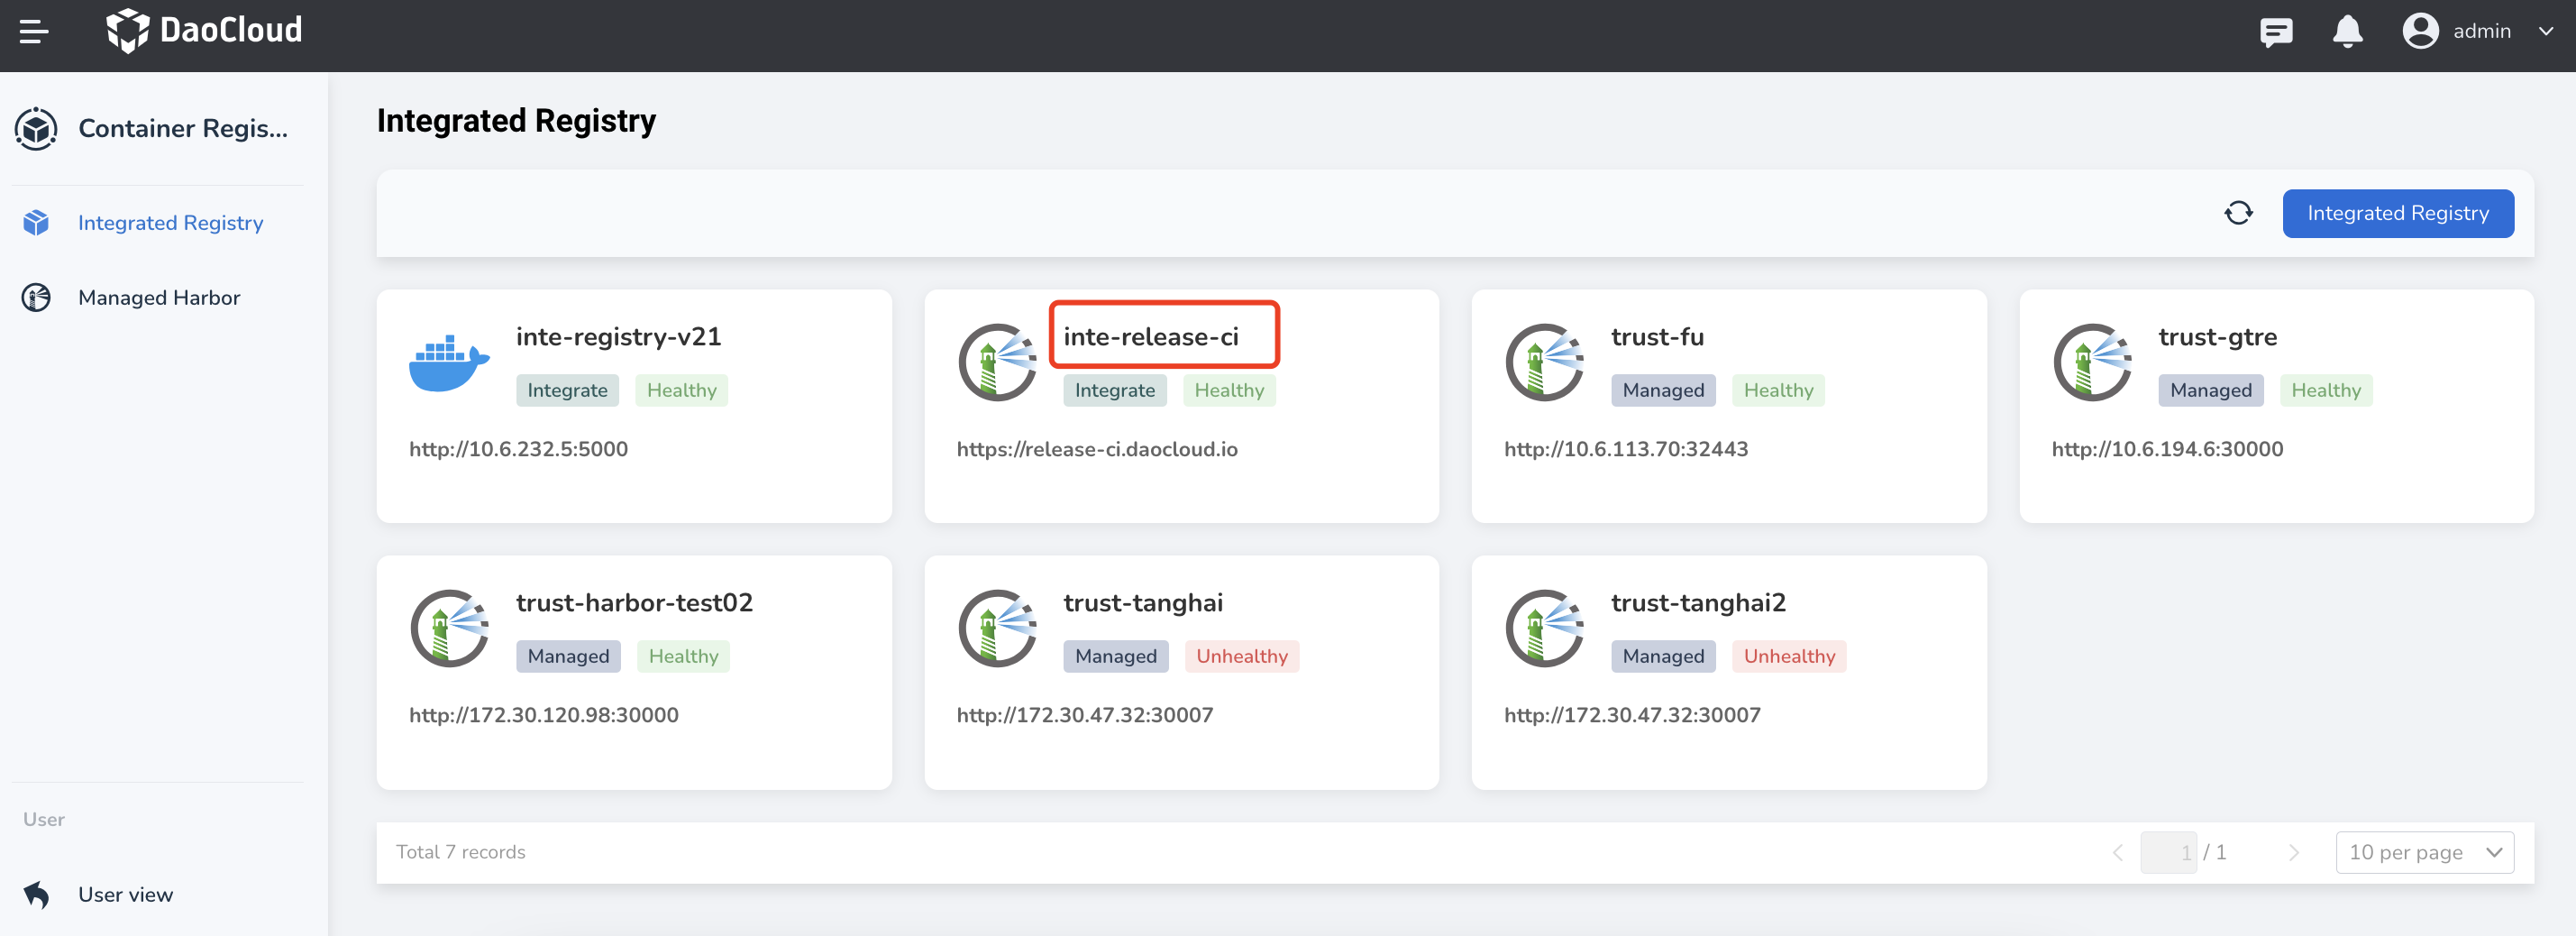 DaoCloud
admin
Container Regis...
Integrated Registry
Managed Harbor
User
User view
Integrated Registry
Integrated Registry
inte-registry-v21
Integrate Healthy
http://10.6.232.5:5000
inte-release-ci
Integrate Healthy
https://release-ci.daocloud.io
trust-fu
Managed Healthy
http://10.6.113.70:32443
trust-gtre
Managed Healthy
http://10.6.194.6:30000
trust-harbor-test02
Managed Healthy
http://172.30.120.98:30000
trust-tanghai
Managed Unhealthy
http://172.30.47.32:30007
trust-tanghai2
Managed Unhealthy
http://172.30.47.32:30007
Total 7 records
1 / 1
10 per page